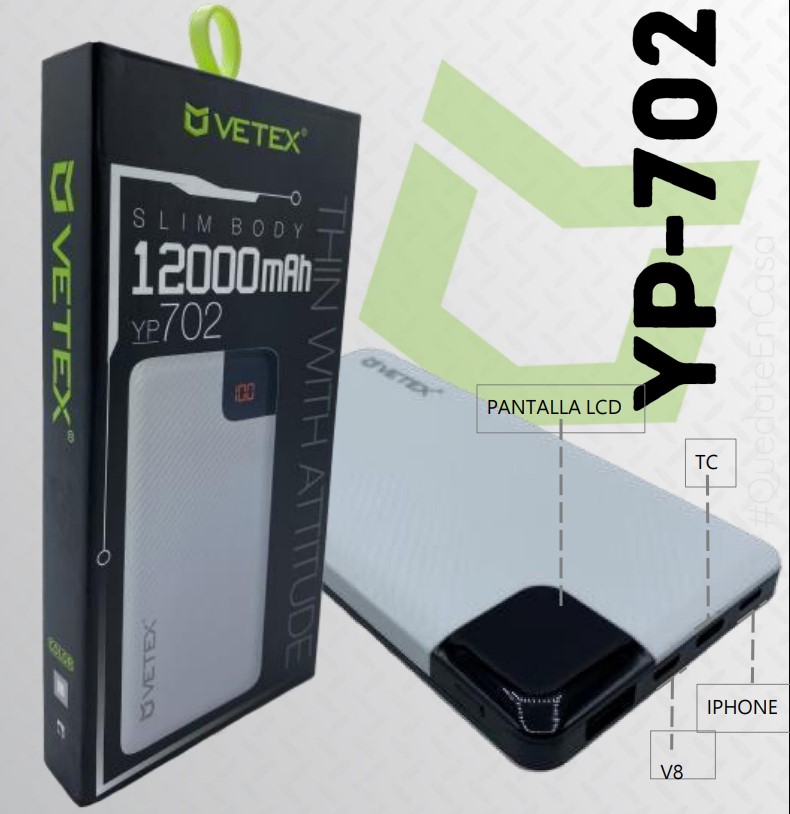 VETEX®
SLIM BODY
12000mAh
YP702
100
THIN WITH ATTITUDE
VETEX
VETEX®
COLOR
VETEX
YP-702
#QuedateEnCasa
PANTALLA LCD
TC
IPHONE
V8